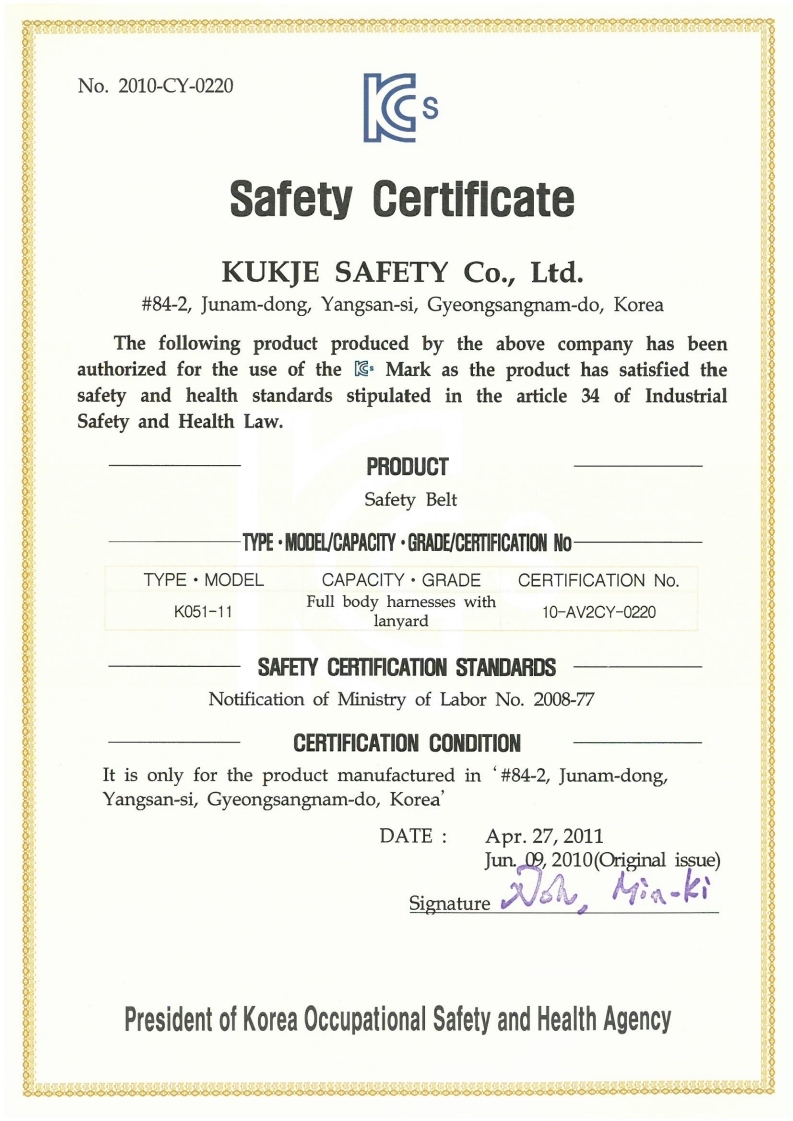 No. 2010-CY-0220
KCs
Safety Certificate
KUKJE SAFETY Co., Ltd.
#84-2, Junam-dong, Yangsan-si, Gyeongsangnam-do, Korea
The following product produced by the above company has been
authorized for the use of the KCs Mark as the product has satisfied the
safety and health standards stipulated in the article 34 of Industrial
Safety and Health Law.
PRODUCT
Safety Belt
TYPE · MODEL/CAPACITY · GRADE/CERTIFICATION No
TYPE · MODEL CAPACITY · GRADE CERTIFICATION No.
K051-11 Full body harnesses with lanyard 10-AV2CY-0220
SAFETY CERTIFICATION STANDARDS
Notification of Ministry of Labor No. 2008-77
CERTIFICATION CONDITION
It is only for the product manufactured in ‘#84-2, Junam-dong,
Yangsan-si, Gyeongsangnam-do, Korea’
DATE : Apr. 27, 2011
Jun. 09, 2010(Original issue)
Signature Noh, Min-Ki
President of Korea Occupational Safety and Health Agency